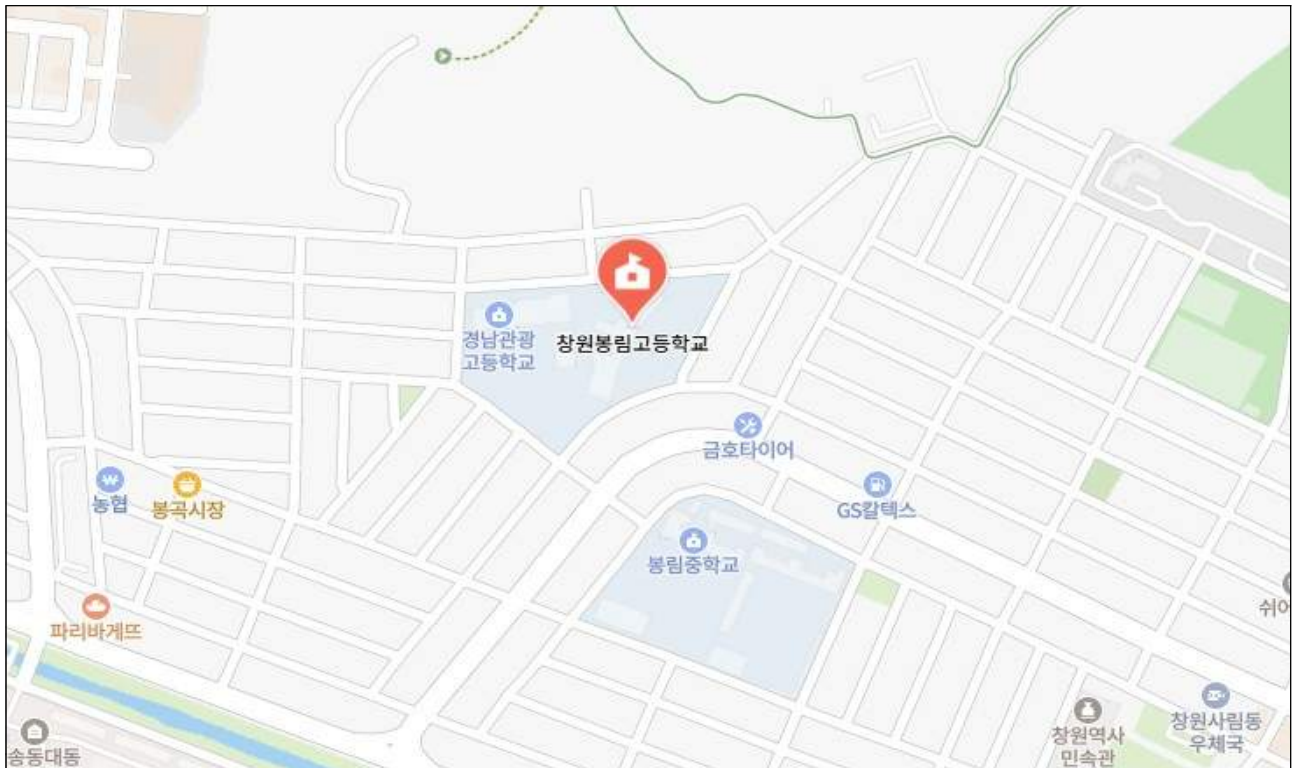 경남관광
고등학교
창원봉림고등학교
금호타이어
농협
봉곡시장
GS칼텍스
봉림중학교
파리바게뜨
쉬어
송동대동
창원역사
민속관
창원사림동
우체국